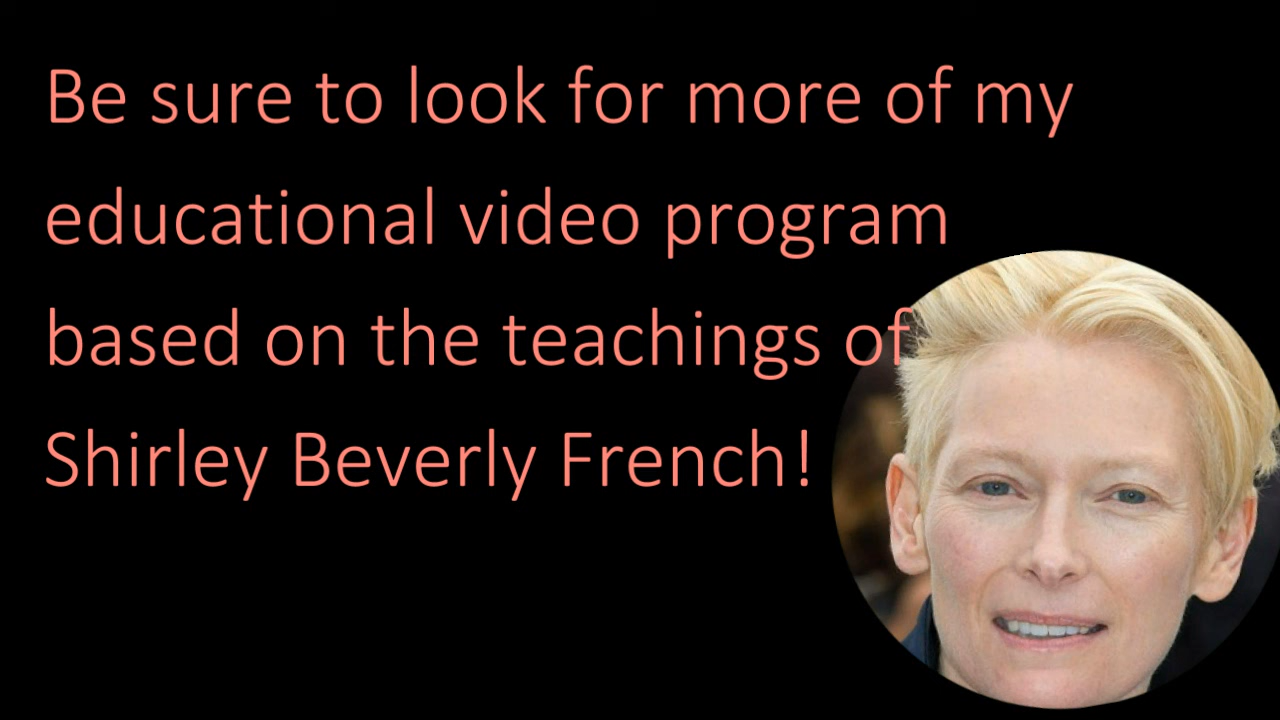 Be sure to look for more of my
educational video program
based on the teachings of
Shirley Beverly French!